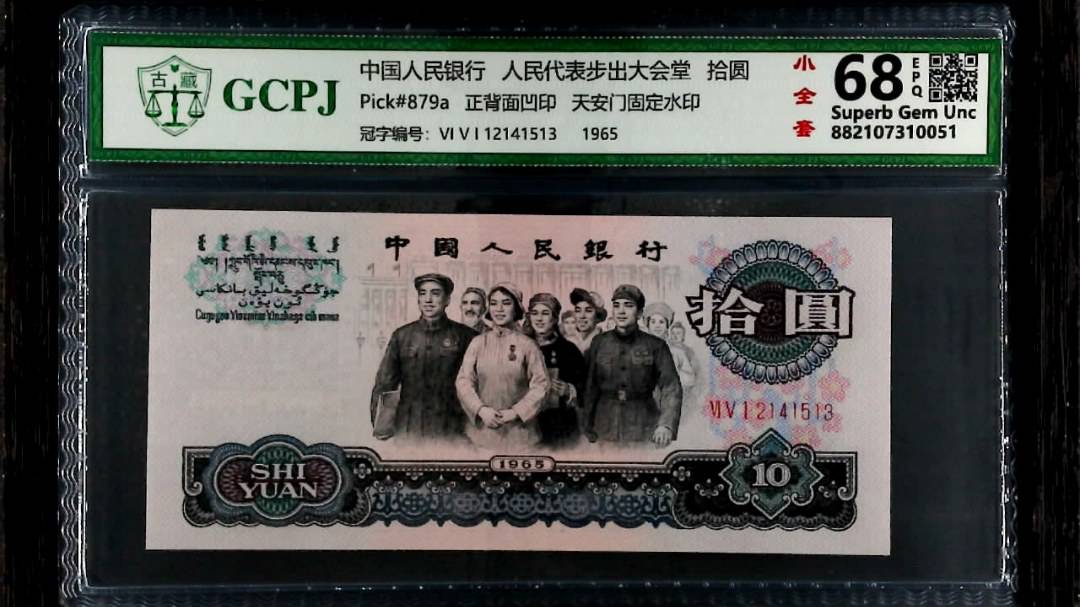 古 藏
GCPJ
中国人民银行 人民代表步出大会堂 拾圆
Pick#879a 正背面凹印 天安门固定水印
冠字编号: VI V I 12141513 1965
小全套
68 EPQ
Superb Gem Unc
882107310051
中國人民銀行
拾圓
VI V I 2141513
1965
SHI YUAN
10